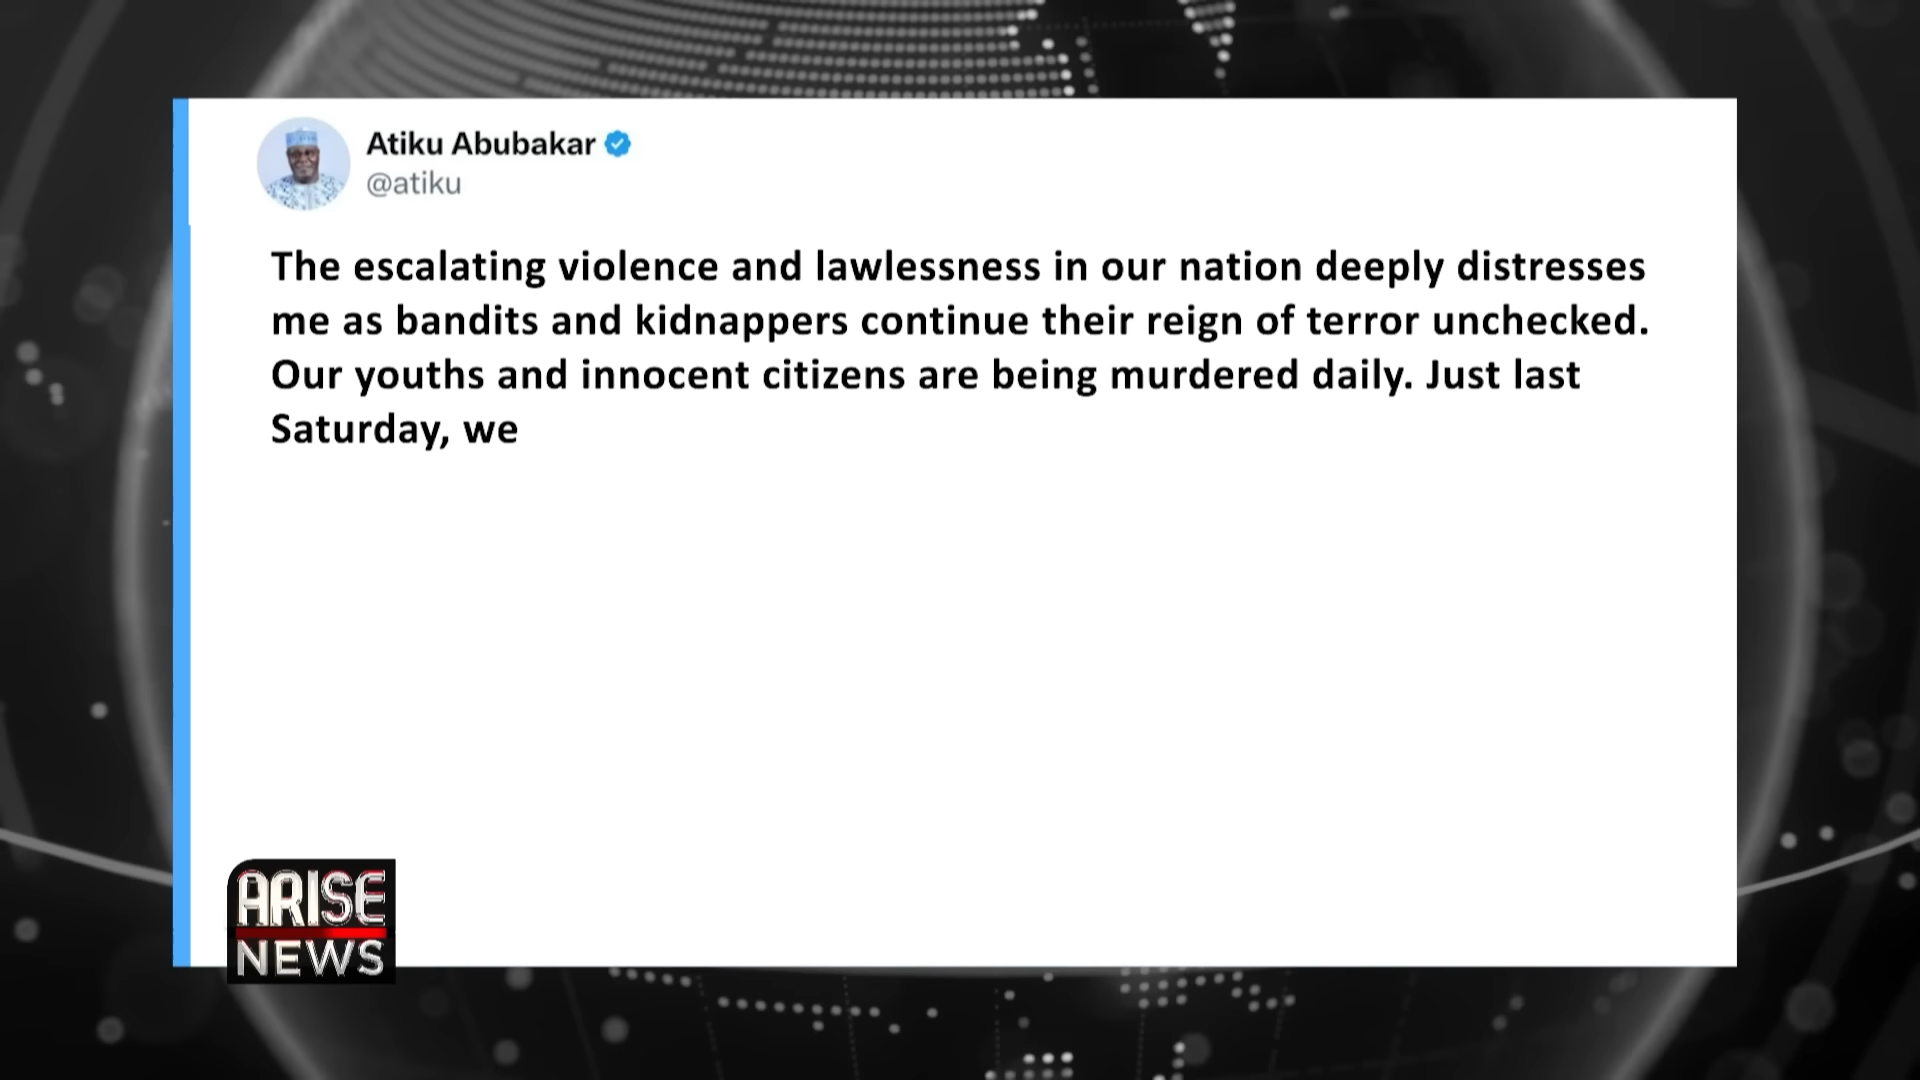 Atiku Abubakar
@atiku
The escalating violence and lawlessness in our nation deeply distresses
me as bandits and kidnappers continue their reign of terror unchecked.
Our youths and innocent citizens are being murdered daily. Just last
Saturday, we
ARISE
NEWS